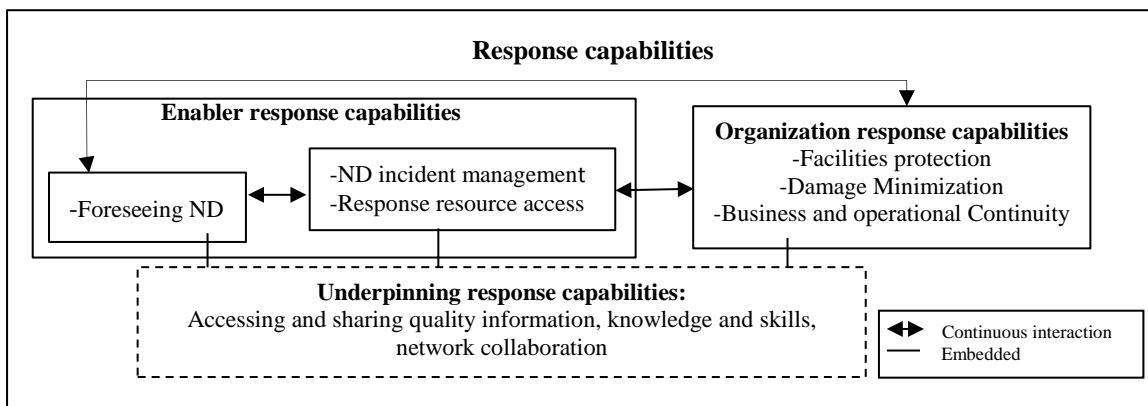 Response capabilities
Enabler response capabilities
-Foreseeing ND
-ND incident management
-Response resource access
Organization response capabilities
-Facilities protection
-Damage Minimization
-Business and operational Continuity
Underpinning response capabilities:
Accessing and sharing quality information, knowledge and skills,
network collaboration
Continuous interaction
Embedded